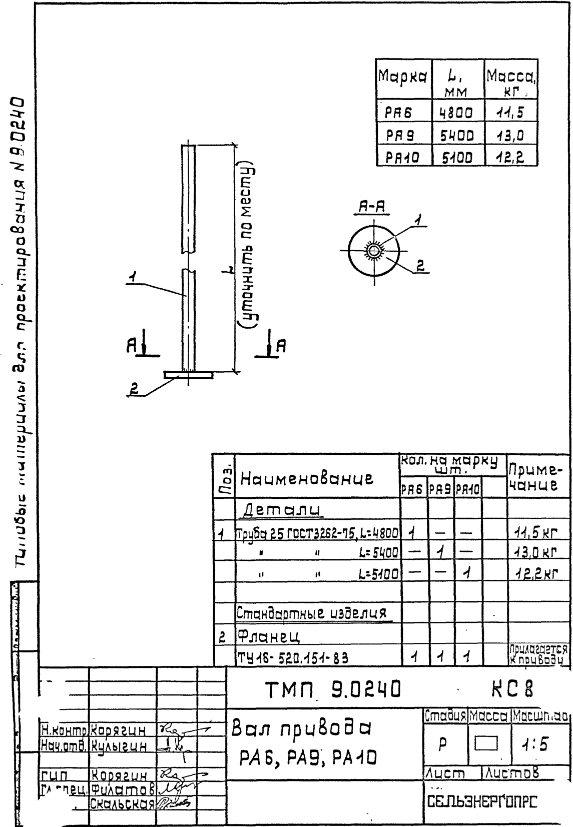 Типовые материалы для проектирования N 9.0240
Марка L, мм Масса, кг.
РА6 4800 11,5
РА9 5400 13,0
РА10 5100 12,2
А-А
1
2
1
L (уточнить по месту)
А А
2
Поз. Наименование Кол. на марку шт. Приме-чание
РА6 РА9 РА10
Детали
1 Труба 25 ГОСТ3262-75, L=4800 1 — — 11,5 кг
" " L=5400 — 1 — 13,0 кг
" " L=5100 — — 1 12,2 кг
Стандартные изделия
2 Фланец
ТУ16-520.151-83 1 1 1 Прилагается к приводу
ТМП 9.0240 КС8
Н.контр Корягин
Нач.отд. Кулыгин
ГИП Корягин
Филатов
Скальская
Вал привода
РА6, РА9, РА10
Стадия Масса
Р 1:5
Лист Листов
СЕЛЬЭНЕРГОПРС